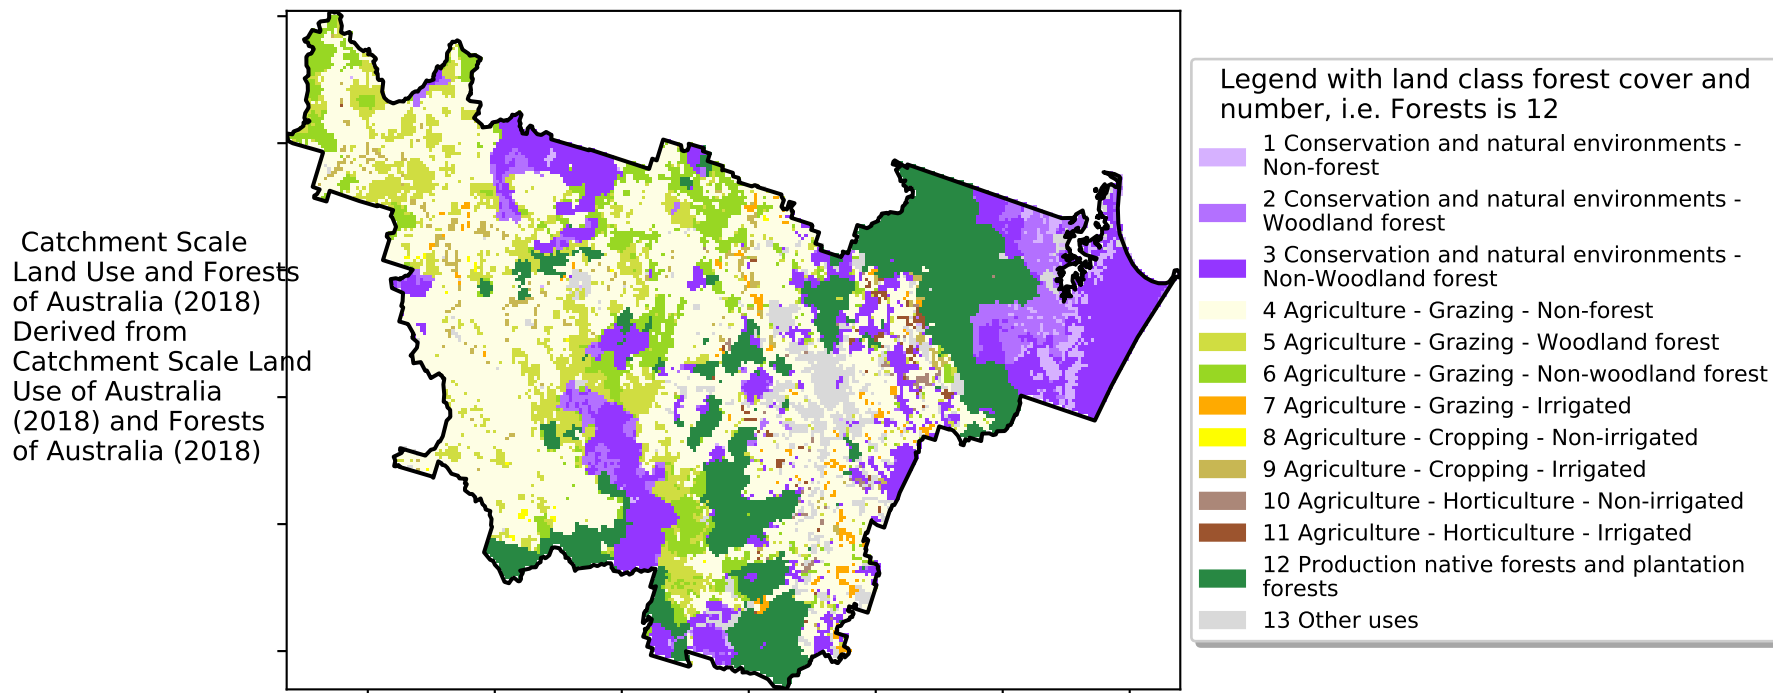 Catchment Scale
Land Use and Forests
of Australia (2018)
Derived from
Catchment Scale Land
Use of Australia
(2018) and Forests
of Australia (2018)
Legend with land class forest cover and
number, i.e. Forests is 12
1 Conservation and natural environments -
Non-forest
2 Conservation and natural environments -
Woodland forest
3 Conservation and natural environments -
Non-Woodland forest
4 Agriculture - Grazing - Non-forest
5 Agriculture - Grazing - Woodland forest
6 Agriculture - Grazing - Non-woodland forest
7 Agriculture - Grazing - Irrigated
8 Agriculture - Cropping - Non-irrigated
9 Agriculture - Cropping - Irrigated
10 Agriculture - Horticulture - Non-irrigated
11 Agriculture - Horticulture - Irrigated
12 Production native forests and plantation
forests
13 Other uses